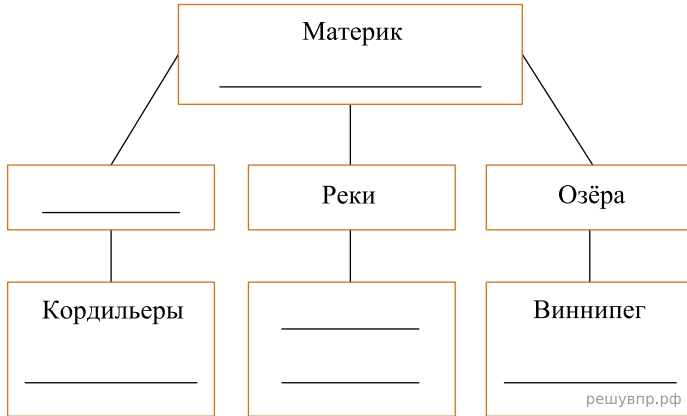 Материк
Реки
Озёра
Кордильеры
Виннипег
решувпр.рф